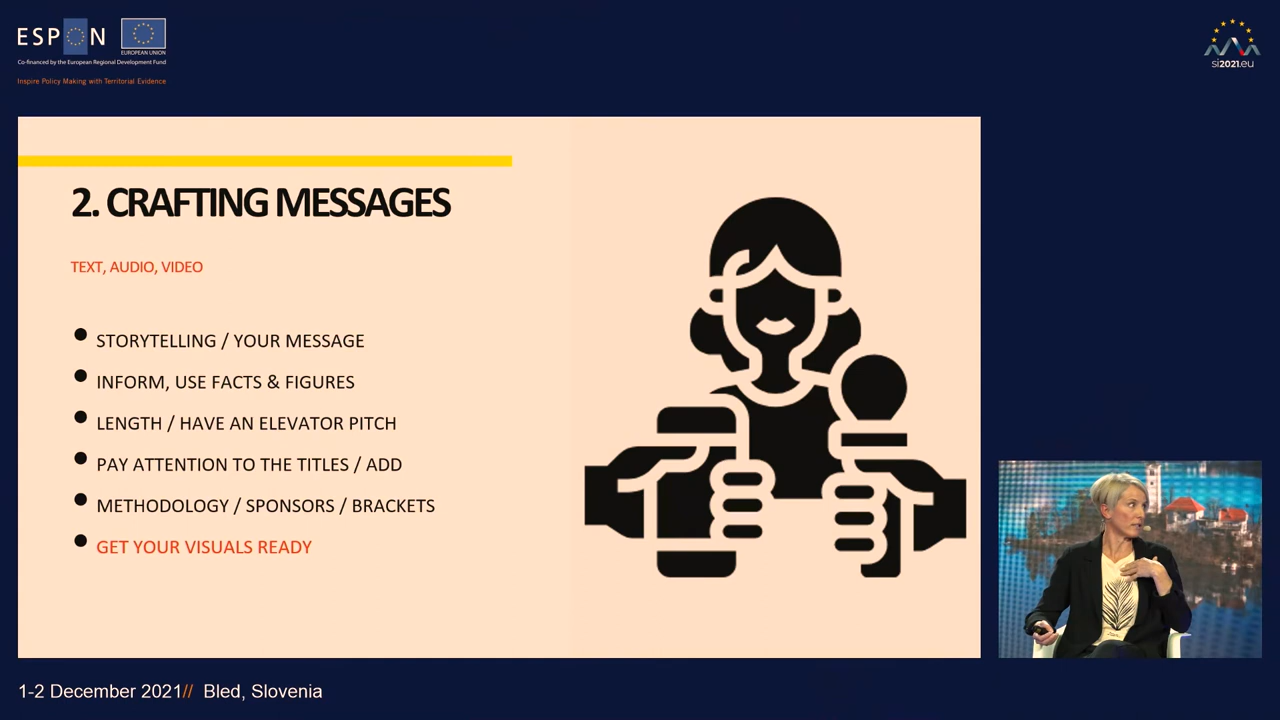 ESPON
EUROPEAN UNION
Co-financed by the European Regional Development Fund
Inspire Policy Making with Territorial Evidence
si2021.eu
2. CRAFTING MESSAGES
TEXT, AUDIO, VIDEO
STORYTELLING / YOUR MESSAGE
INFORM, USE FACTS & FIGURES
LENGTH / HAVE AN ELEVATOR PITCH
PAY ATTENTION TO THE TITLES / ADD
METHODOLOGY / SPONSORS / BRACKETS
GET YOUR VISUALS READY
1-2 December 2021// Bled, Slovenia